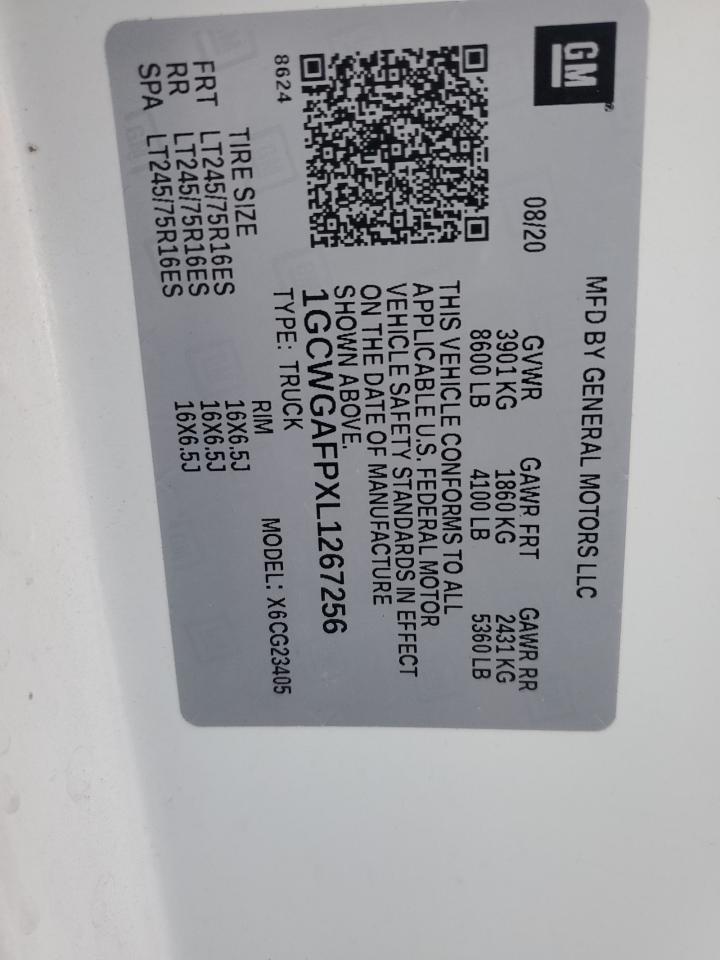 GM
MFD BY GENERAL MOTORS LLC
08/20
GVWR GAWR FRT GAWR RR
3901 KG 1860 KG 2431 KG
8600 LB 4100 LB 5360 LB
THIS VEHICLE CONFORMS TO ALL
APPLICABLE U.S. FEDERAL MOTOR
VEHICLE SAFETY STANDARDS IN EFFECT
ON THE DATE OF MANUFACTURE
SHOWN ABOVE.
1GCWGAFPXL1267256
TYPE: TRUCK MODEL: X6CG23405
8624
TIRE SIZE RIM
FRT LT245/75R16ES 16X6.5J
RR LT245/75R16ES 16X6.5J
SPA LT245/75R16ES 16X6.5J